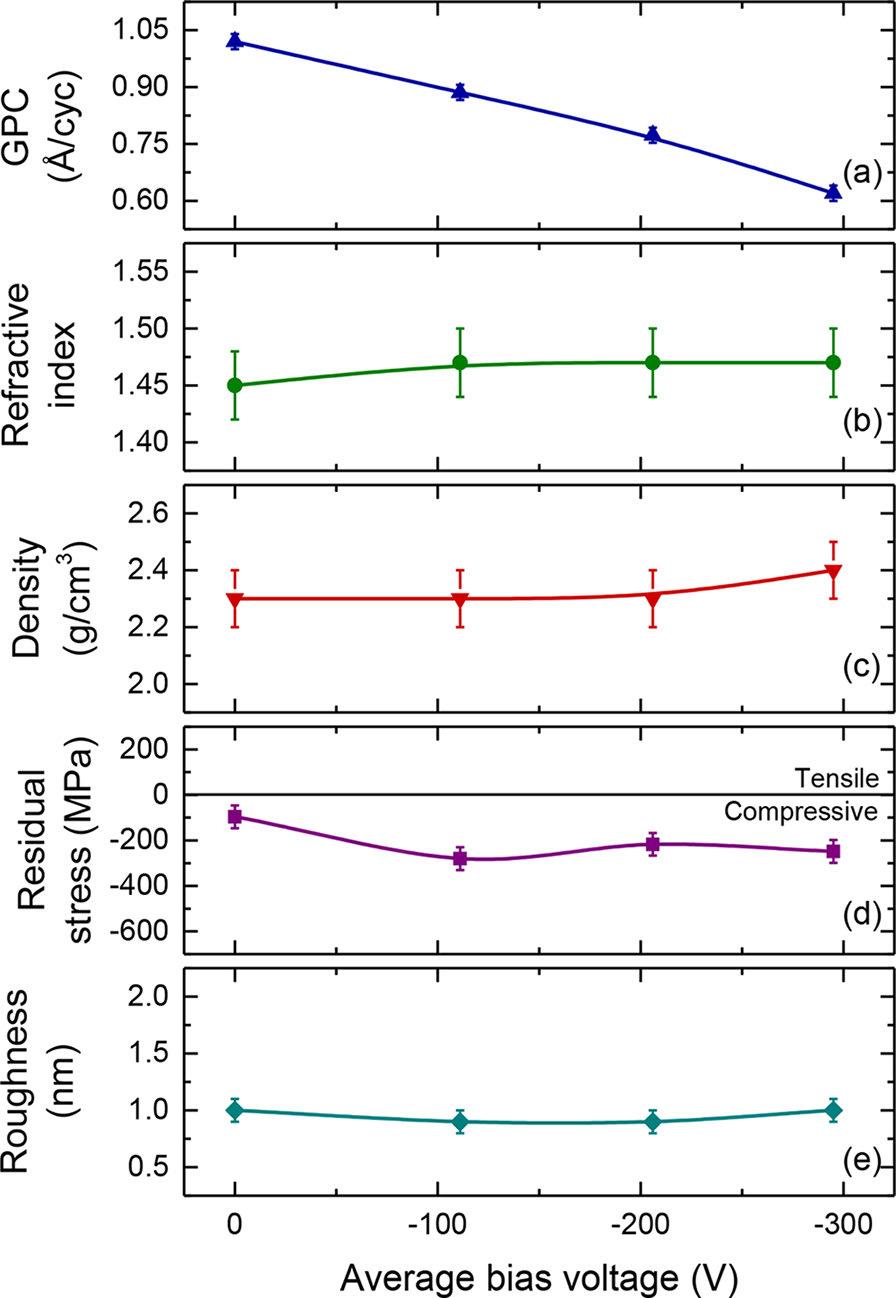 GPC
(Å/cyc)
1.05
0.90
0.75
0.60
(a)
Refractive
index
1.55
1.50
1.45
1.40
(b)
Density
(g/cm³)
2.6
2.4
2.2
2.0
(c)
Residual
stress (MPa)
200
0
-200
-400
-600
Tensile
Compressive
(d)
Roughness
(nm)
2.0
1.5
1.0
0.5
(e)
0 -100 -200 -300
Average bias voltage (V)